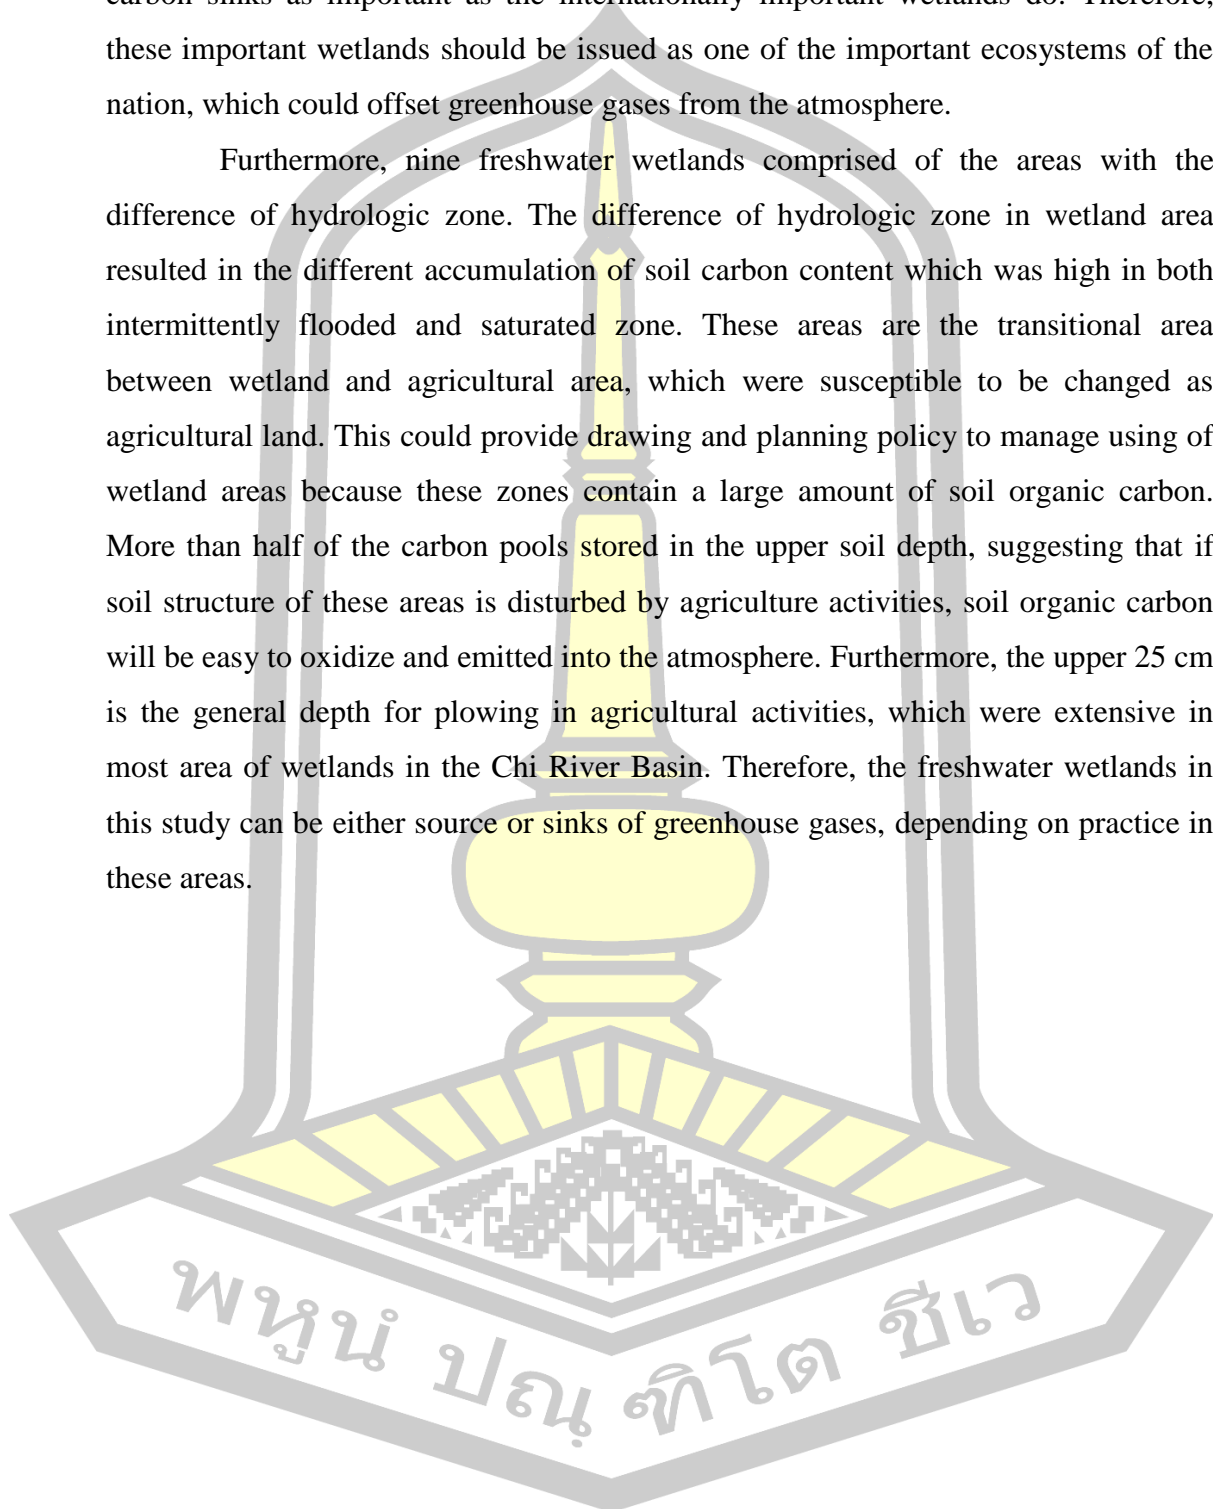 carbon sinks as important as the internationally important wetlands do. Therefore,
these important wetlands should be issued as one of the important ecosystems of the
nation, which could offset greenhouse gases from the atmosphere.
Furthermore, nine freshwater wetlands comprised of the areas with the
difference of hydrologic zone. The difference of hydrologic zone in wetland area
resulted in the different accumulation of soil carbon content which was high in both
intermittently flooded and saturated zone. These areas are the transitional area
between wetland and agricultural area, which were susceptible to be changed as
agricultural land. This could provide drawing and planning policy to manage using of
wetland areas because these zones contain a large amount of soil organic carbon.
More than half of the carbon pools stored in the upper soil depth, suggesting that if
soil structure of these areas is disturbed by agriculture activities, soil organic carbon
will be easy to oxidize and emitted into the atmosphere. Furthermore, the upper 25 cm
is the general depth for plowing in agricultural activities, which were extensive in
most area of wetlands in the Chi River Basin. Therefore, the freshwater wetlands in
this study can be either source or sinks of greenhouse gases, depending on practice in
these areas.
พหูนํ ปณฺฑิโต ชีเว